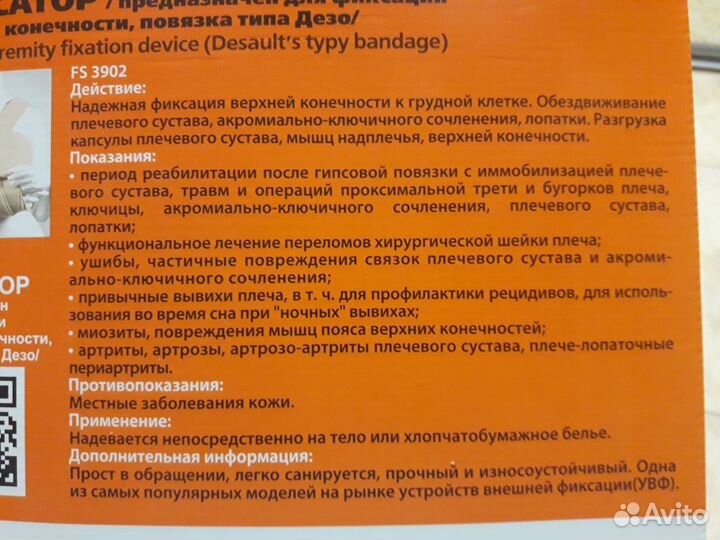 КАТОР / предназначен для фиксации
конечности, повязка типа Дезо/
remity fixation device (Desault's typy bandage)
FS 3902
Действие:
Надежная фиксация верхней конечности к грудной клетке. Обездвиживание
плечевого сустава, акромиально-ключичного сочленения, лопатки. Разгрузка
капсулы плечевого сустава, мышц надплечья, верхней конечности.
Показания:
• период реабилитации после гипсовой повязки с иммобилизацией плече-
вого сустава, травм и операций проксимальной трети и бугорков плеча,
ключицы, акромиально-ключичного сочленения, плечевого сустава,
лопатки;
• функциональное лечение переломов хирургической шейки плеча;
• ушибы, частичные повреждения связок плечевого сустава и акроми-
ально-ключичного сочленения;
• привычные вывихи плеча, в т. ч. для профилактики рецидивов, для исполь-
зования во время сна при "ночных" вывихах;
• миозиты, повреждения мышц пояса верхних конечностей;
• артриты, артрозы, артрозо-артриты плечевого сустава, плече-лопаточные
периартриты.
Противопоказания:
Местные заболевания кожи.
Применение:
Надевается непосредственно на тело или хлопчатобумажное белье.
Дополнительная информация:
Прост в обращении, легко санируется, прочный и износоустойчивый. Одна
из самых популярных моделей на рынке устройств внешней фиксации(УВФ).
ОР
н
и
чности,
Дезо/
Avito